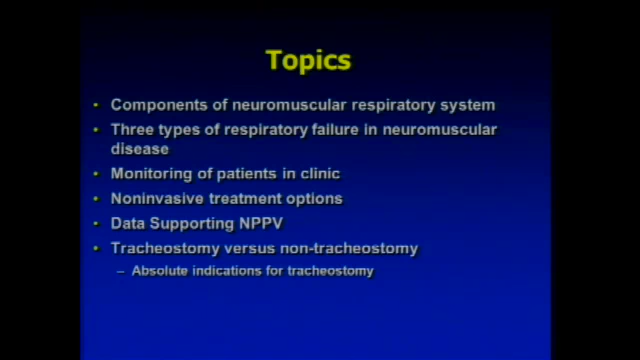 Topics
• Components of neuromuscular respiratory system
• Three types of respiratory failure in neuromuscular
disease
• Monitoring of patients in clinic
• Noninvasive treatment options
• Data Supporting NPPV
• Tracheostomy versus non-tracheostomy
– Absolute indications for tracheostomy